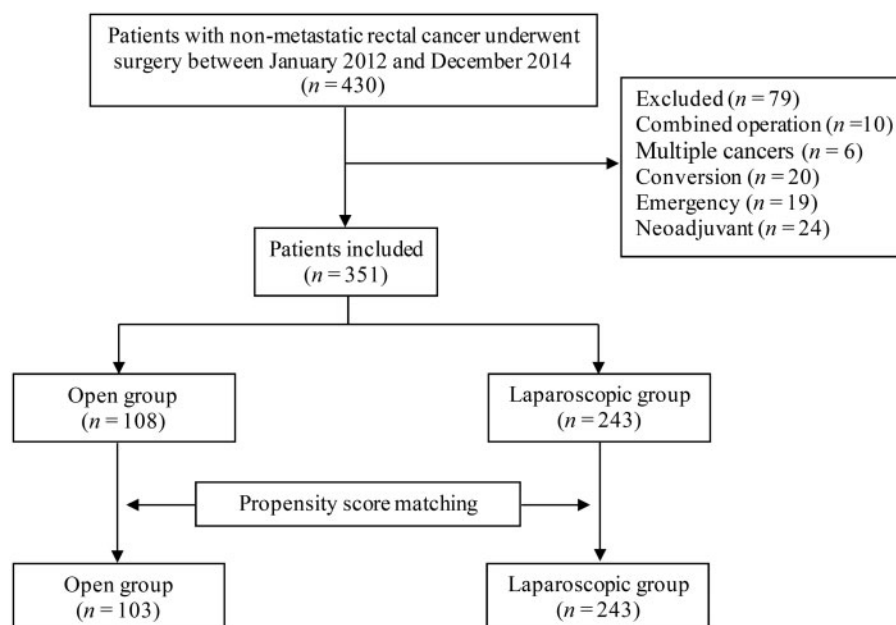 Patients with non-metastatic rectal cancer underwent
surgery between January 2012 and December 2014
(n = 430)
Excluded (n = 79)
Combined operation (n =10)
Multiple cancers (n = 6)
Conversion (n = 20)
Emergency (n = 19)
Neoadjuvant (n = 24)
Patients included
(n = 351)
Open group
(n = 108)
Laparoscopic group
(n = 243)
Propensity score matching
Open group
(n = 103)
Laparoscopic group
(n = 243)